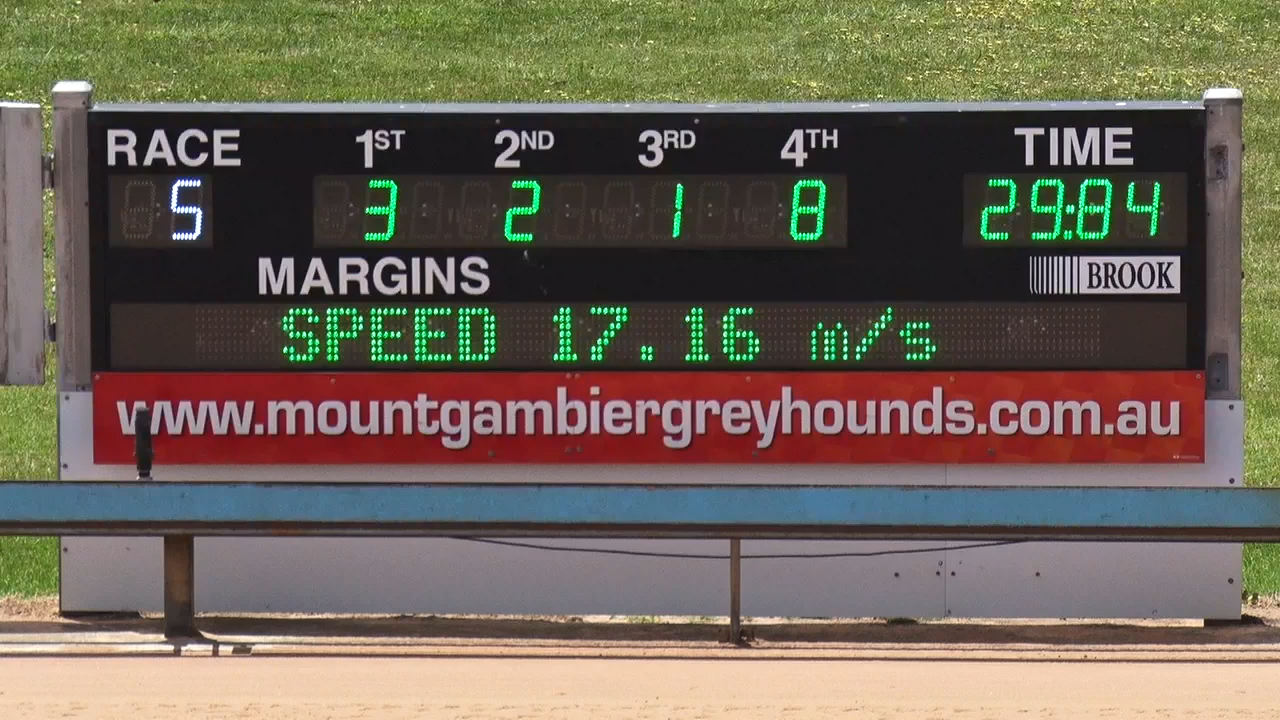 RACE 1ST 2ND 3RD 4TH TIME
5 3 2 1 8 29:84
MARGINS BROOK
SPEED 17.16 m/s
www.mountgambiergreyhounds.com.au